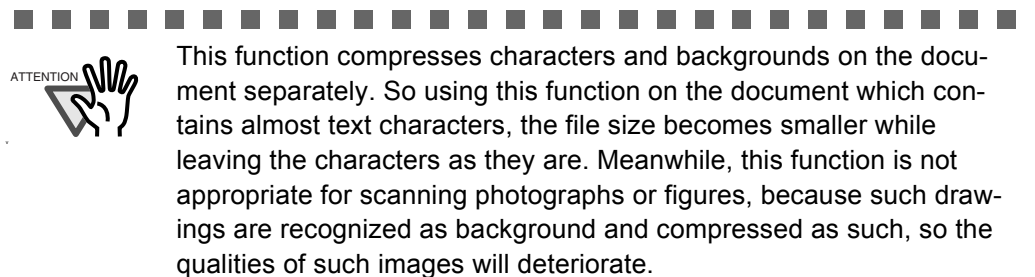 ATTENTION
This function compresses characters and backgrounds on the docu-
ment separately. So using this function on the document which con-
tains almost text characters, the file size becomes smaller while
leaving the characters as they are. Meanwhile, this function is not
appropriate for scanning photographs or figures, because such draw-
ings are recognized as background and compressed as such, so the
qualities of such images will deteriorate.